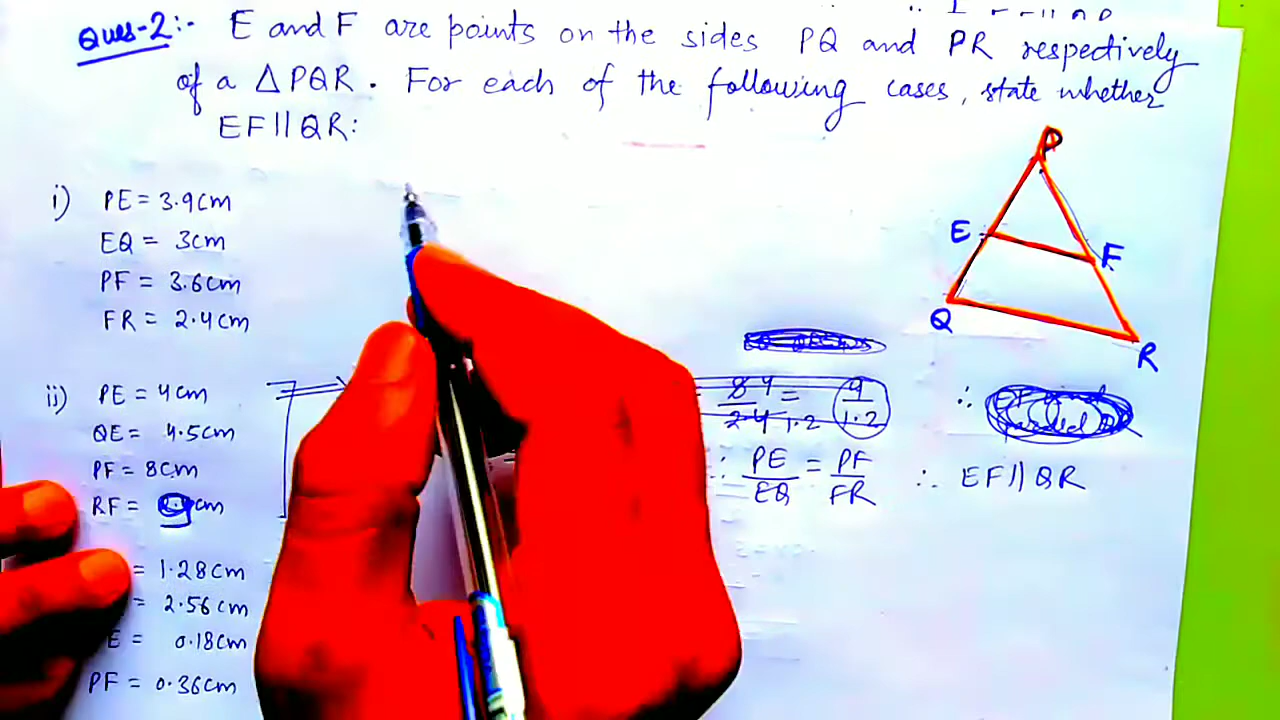 Ques-2:- E and F are points on the sides PQ and PR respectively
of a △PQR. For each of the following cases, state whether
EF||QR:
i) PE = 3.9cm
EQ = 3cm
PF = 3.6cm
FR = 2.4cm
ii) PE = 4cm
QE = 4.5cm
PF = 8cm
RF = cm
= 1.28cm
= 2.56cm
E = 0.18cm
PF = 0.36cm
P
E
F
Q
R
∴ PE/EQ = PF/FR ∴ EF||QR